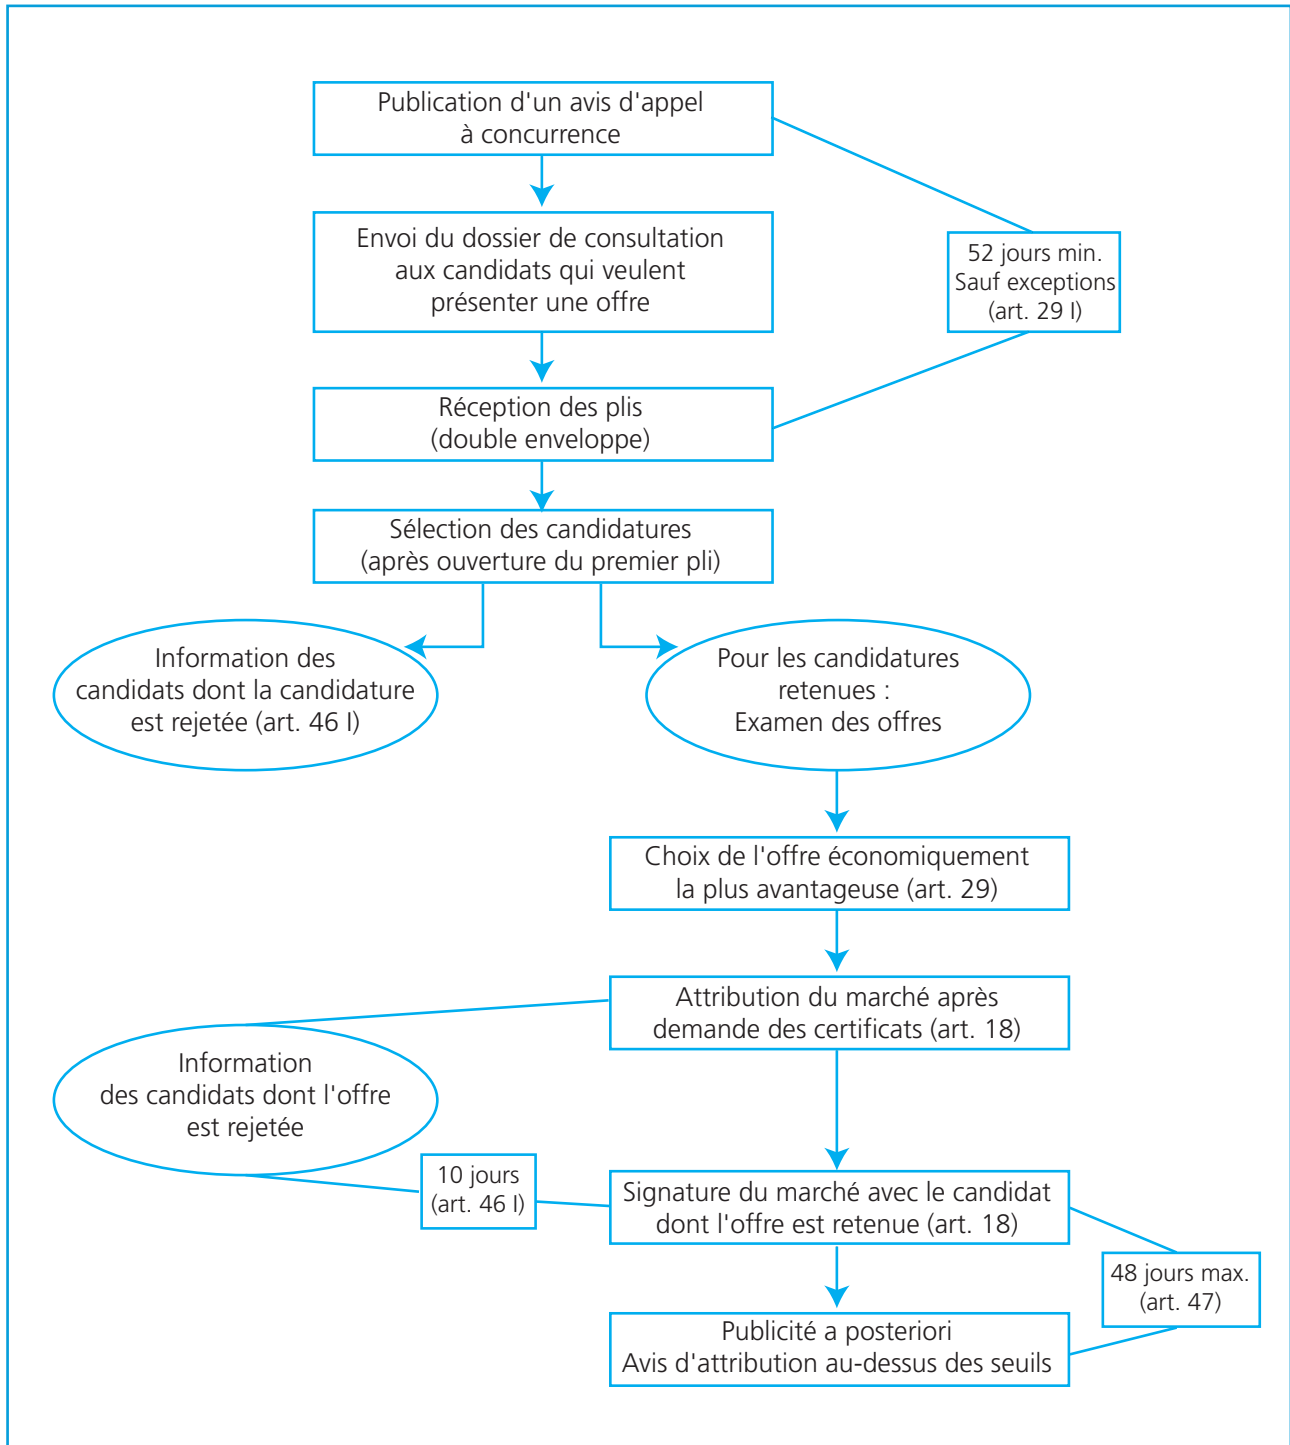 Publication d'un avis d'appel
à concurrence
Envoi du dossier de consultation
aux candidats qui veulent
présenter une offre
52 jours min.
Sauf exceptions
(art. 29 I)
Réception des plis
(double enveloppe)
Sélection des candidatures
(après ouverture du premier pli)
Information des
candidats dont la candidature
est rejetée (art. 46 I)
Pour les candidatures
retenues :
Examen des offres
Choix de l'offre économiquement
la plus avantageuse (art. 29)
Attribution du marché après
demande des certificats (art. 18)
Information
des candidats dont l'offre
est rejetée
10 jours
(art. 46 I)
Signature du marché avec le candidat
dont l'offre est retenue (art. 18)
48 jours max.
(art. 47)
Publicité a posteriori
Avis d'attribution au-dessus des seuils